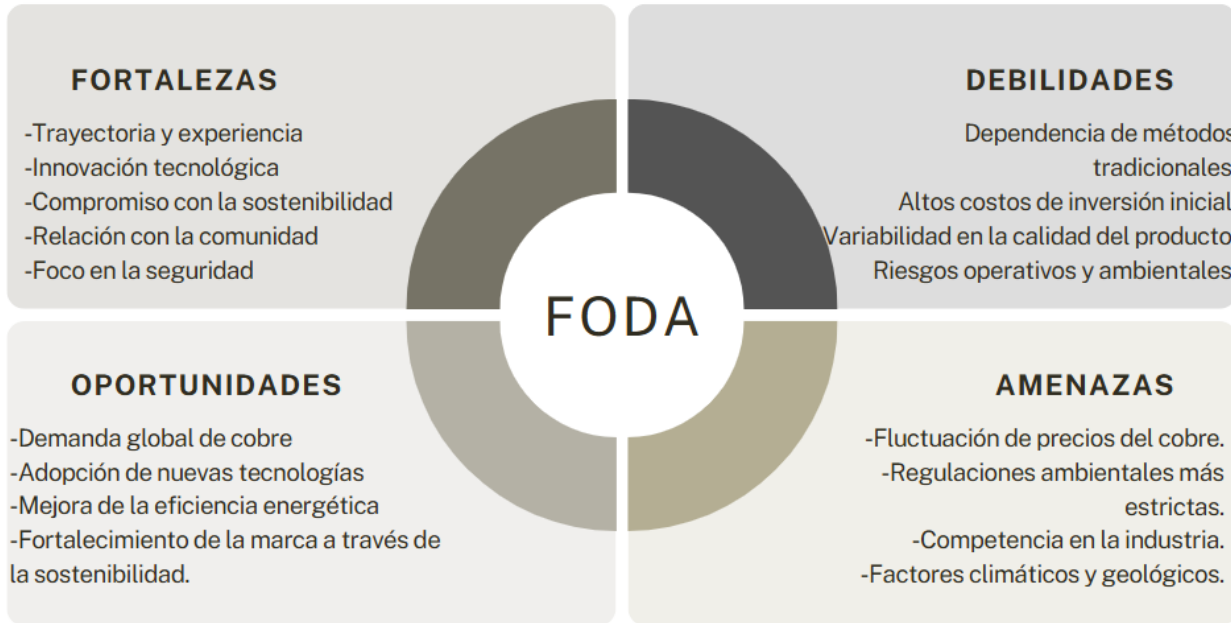 FORTALEZAS
-Trayectoria y experiencia
-Innovación tecnológica
-Compromiso con la sostenibilidad
-Relación con la comunidad
-Foco en la seguridad
DEBILIDADES
Dependencia de métodos
tradicionales
Altos costos de inversión inicial
Variabilidad en la calidad del producto
Riesgos operativos y ambientales
FODA
OPORTUNIDADES
-Demanda global de cobre
-Adopción de nuevas tecnologías
-Mejora de la eficiencia energética
-Fortalecimiento de la marca a través de
la sostenibilidad.
AMENAZAS
-Fluctuación de precios del cobre.
-Regulaciones ambientales más
estrictas.
-Competencia en la industria.
-Factores climáticos y geológicos.